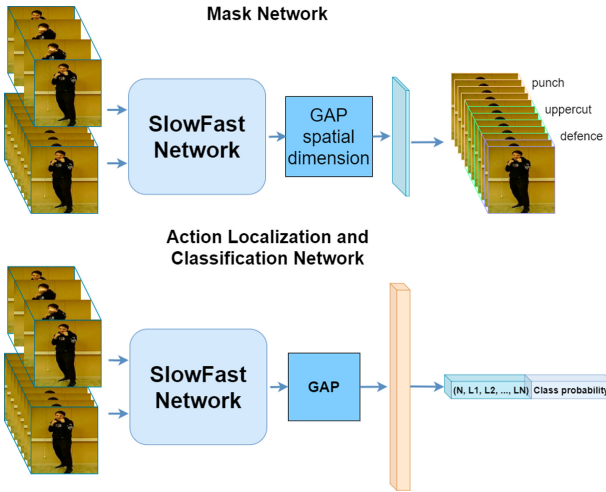 Mask Network
SlowFast
Network
GAP
spatial
dimension
punch
uppercut
defence
Action Localization and
Classification Network
SlowFast
Network
GAP
(N, L1, L2, ..., LN)
Class probability